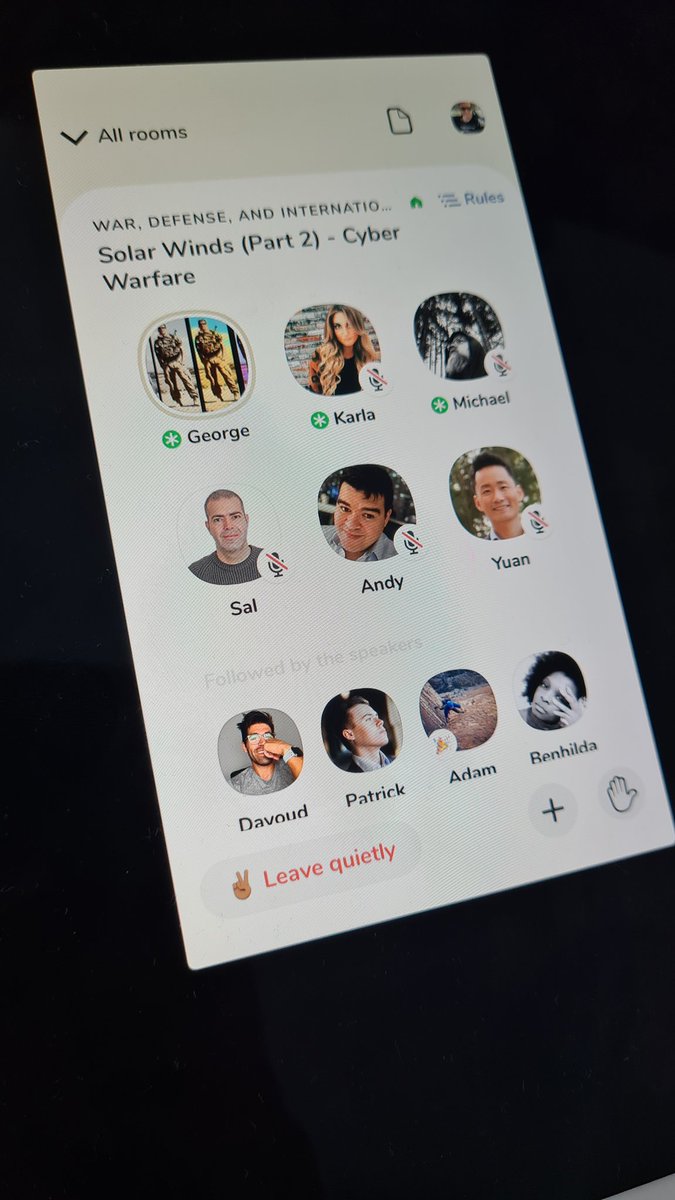 All rooms
WAR, DEFENSE, AND INTERNATIO...
Rules
Solar Winds (Part 2) - Cyber
Warfare
George
Karla
Michael
Sal
Andy
Yuan
Followed by the speakers
Davoud
Patrick
Adam
Benhilda
Leave quietly